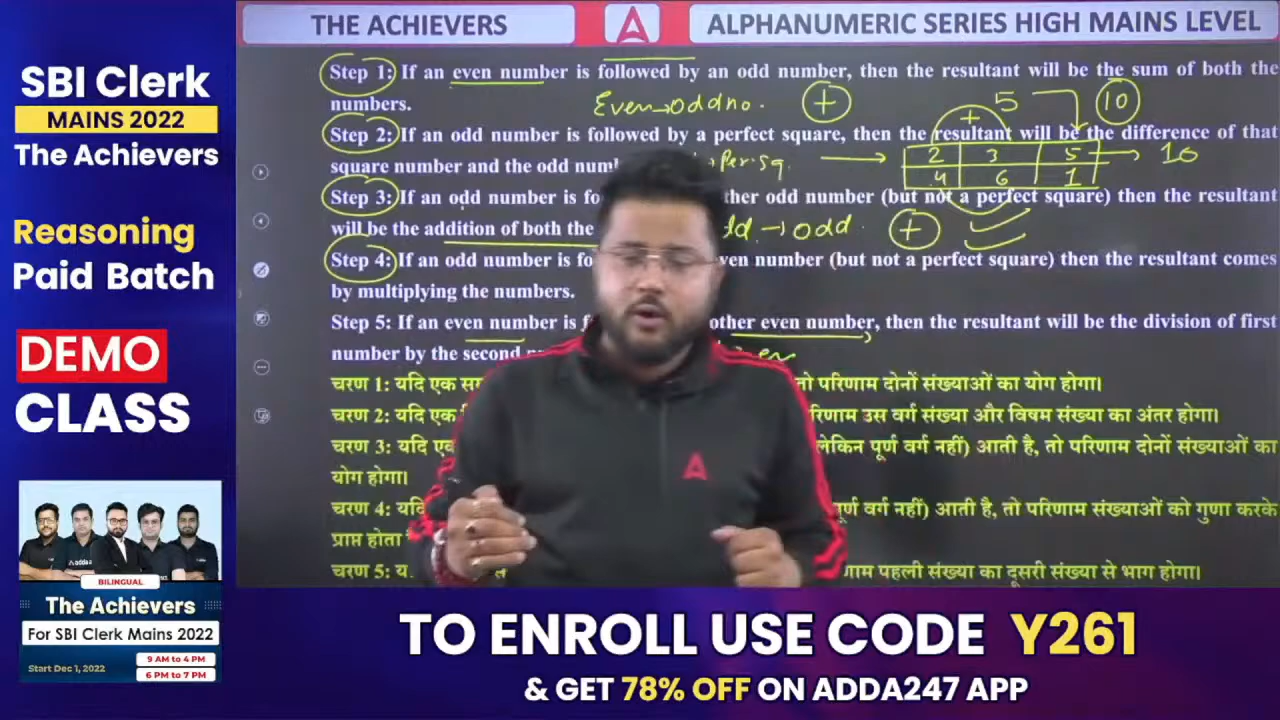 THE ACHIEVERS
ALPHANUMERIC SERIES HIGH MAINS LEVEL
SBI Clerk
MAINS 2022
The Achievers
Reasoning
Paid Batch
DEMO
CLASS
BILINGUAL
The Achievers
For SBI Clerk Mains 2022
Start Dec 1, 2022
9 AM to 4 PM
6 PM to 7 PM
Step 1: If an even number is followed by an odd number, then the resultant will be the sum of both the
numbers.
Even→odd no. + 5 10
Step 2: If an odd number is followed by a perfect square, then the resultant will be the difference of that
square number and the odd
Per.sq. → + 2 3 5 → 10
4 6 1
Step 3: If an odd number is ther odd number (but not a perfect square) then the resultant
will be the addition of both the
→ odd. +
Step 4: If an odd number is ven number (but not a perfect square) then the resultant comes
by multiplying the numbers.
Step 5: If an even number is other even number, then the resultant will be the division of first
number by the second
चरण 1: यदि एक तो परिणाम दोनों संख्याओं का योग होगा।
चरण 2: यदि एक रिणाम उस वर्ग संख्या और विषम संख्या का अंतर होगा।
चरण 3: यदि लेकिन पूर्ण वर्ग नहीं) आती है, तो परिणाम दोनों संख्याओं का
योग होगा।
चरण 4: यदि र्ण वर्ग नहीं) आती है, तो परिणाम संख्याओं को गुणा करके
प्राप्त होता
चरण 5: णाम पहली संख्या का दूसरी संख्या से भाग होगा।
TO ENROLL USE CODE Y261
& GET 78% OFF ON ADDA247 APP